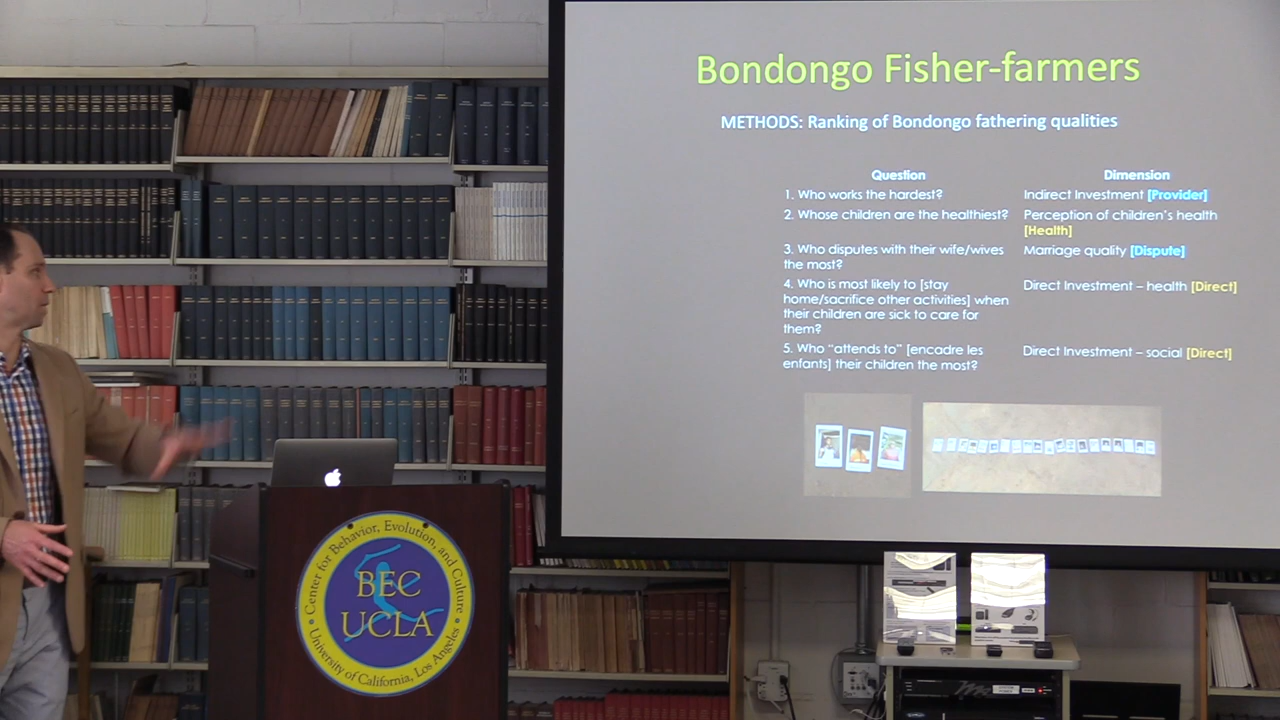 Bondongo Fisher-farmers
METHODS: Ranking of Bondongo fathering qualities
Question Dimension
1. Who works the hardest? Indirect Investment [Provider]
2. Whose children are the healthiest? Perception of children's health
[Health]
3. Who disputes with their wife/wives Marriage quality [Dispute]
the most?
4. Who is most likely to [stay Direct Investment – health [Direct]
home/sacrifice other activities] when
their children are sick to care for
them?
5. Who "attends to" [encadre les Direct Investment – social [Direct]
enfants] their children the most?
Center for Behavior, Evolution, and Culture
BEC
UCLA
University of California, Los Angeles